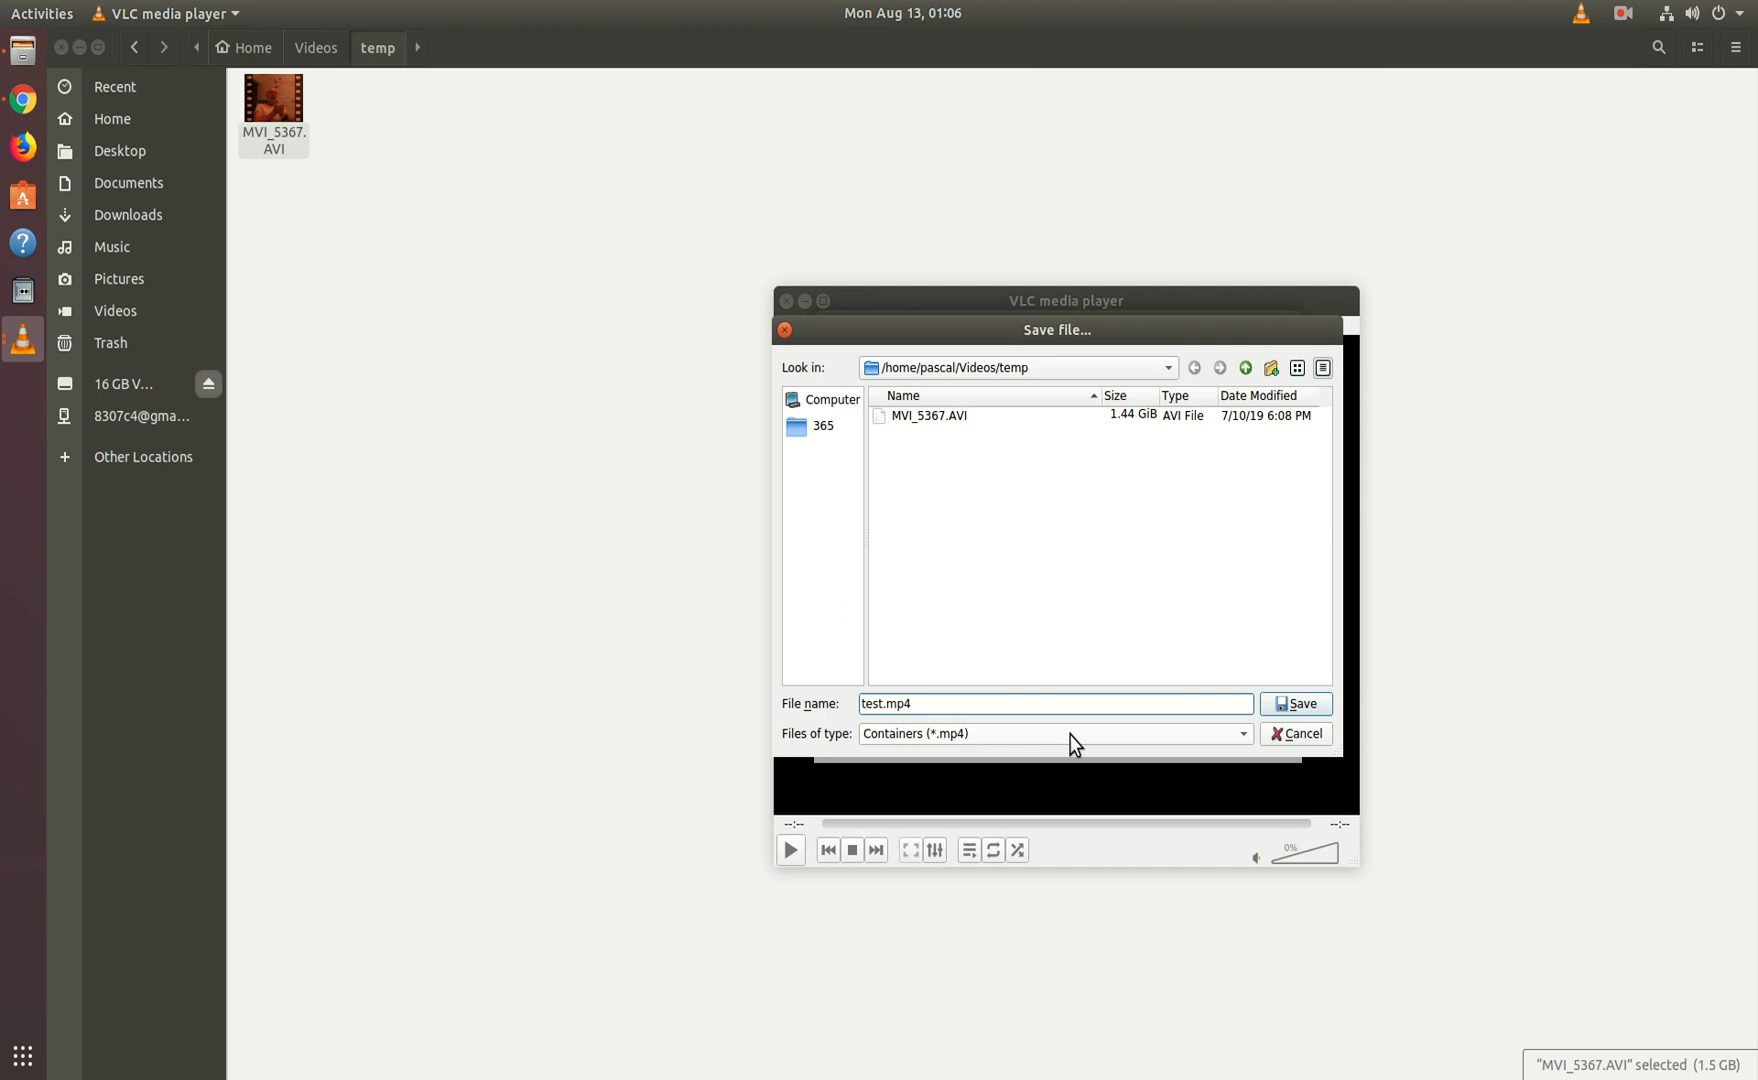 Activities VLC media player Mon Aug 13, 01:06
Home Videos temp
Recent
Home
Desktop
Documents
Downloads
Music
Pictures
Videos
Trash
16 GB V...
8307c4@gma...
Other Locations
MVI_5367.
AVI
VLC media player
Save file...
Look in: /home/pascal/Videos/temp
Computer
365
Name Size Type Date Modified
MVI_5367.AVI 1.44 GiB AVI File 7/10/19 6:08 PM
File name: test.mp4 Save
Files of type: Containers (*.mp4) Cancel
--:-- --:--
0%
"MVI_5367.AVI" selected (1.5 GB)